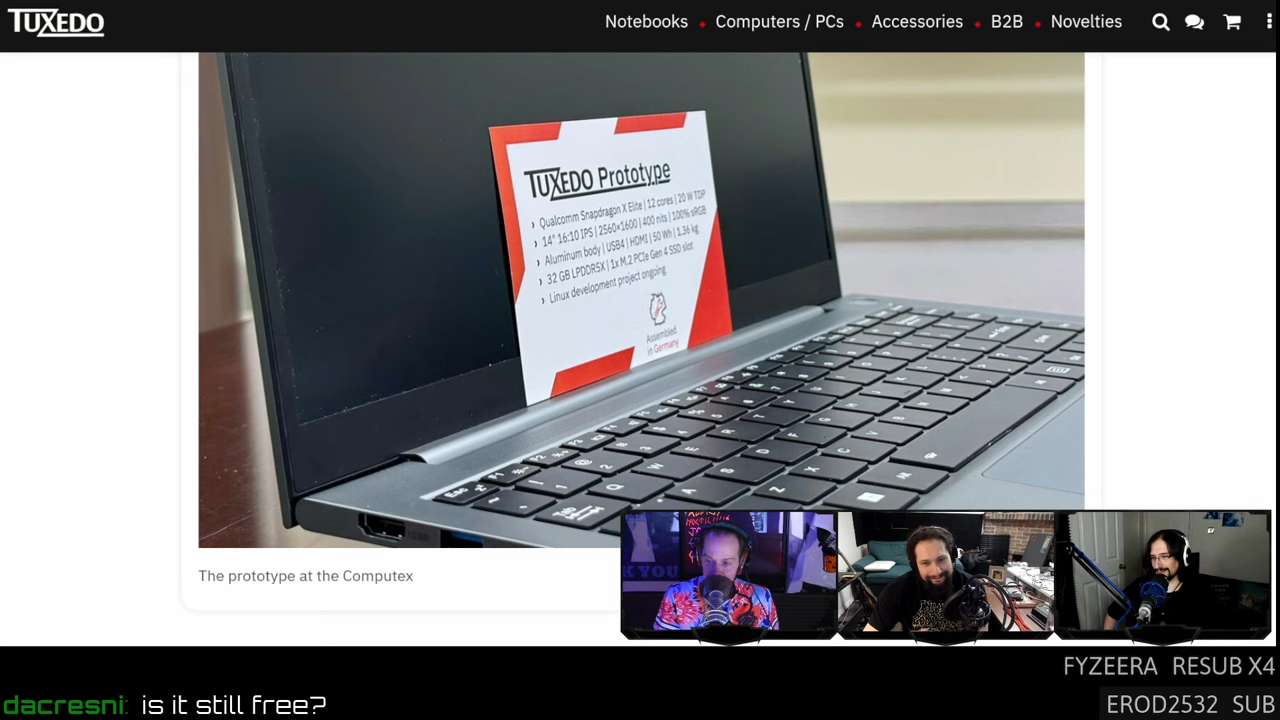 TUXEDO
Notebooks
Computers / PCs
Accessories
B2B
Novelties
TUXEDO Prototype
› Qualcomm Snapdragon X Elite | 12 cores | 20 W TDP
› 14" 16:10 IPS | 2560×1600 | 400 nits | 100% sRGB
› Aluminum body | USB4 | HDMI | 50 Wh | 1.36 kg
› 32 GB LPDDR5X | 1x M.2 PCIe Gen 4 SSD slot
› Linux development project ongoing
Assembled
in Germany
The prototype at the Computex
FYZEERA RESUB X4
dacresni: is it still free?
EROD2532 SUB